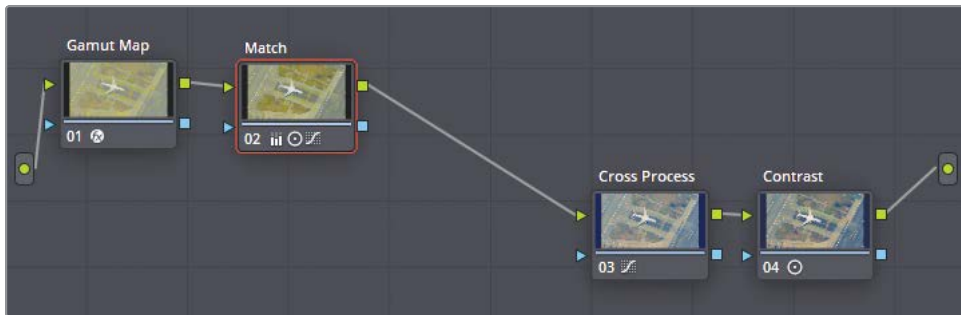 Gamut Map
Match
01
02
Cross Process
Contrast
03
04